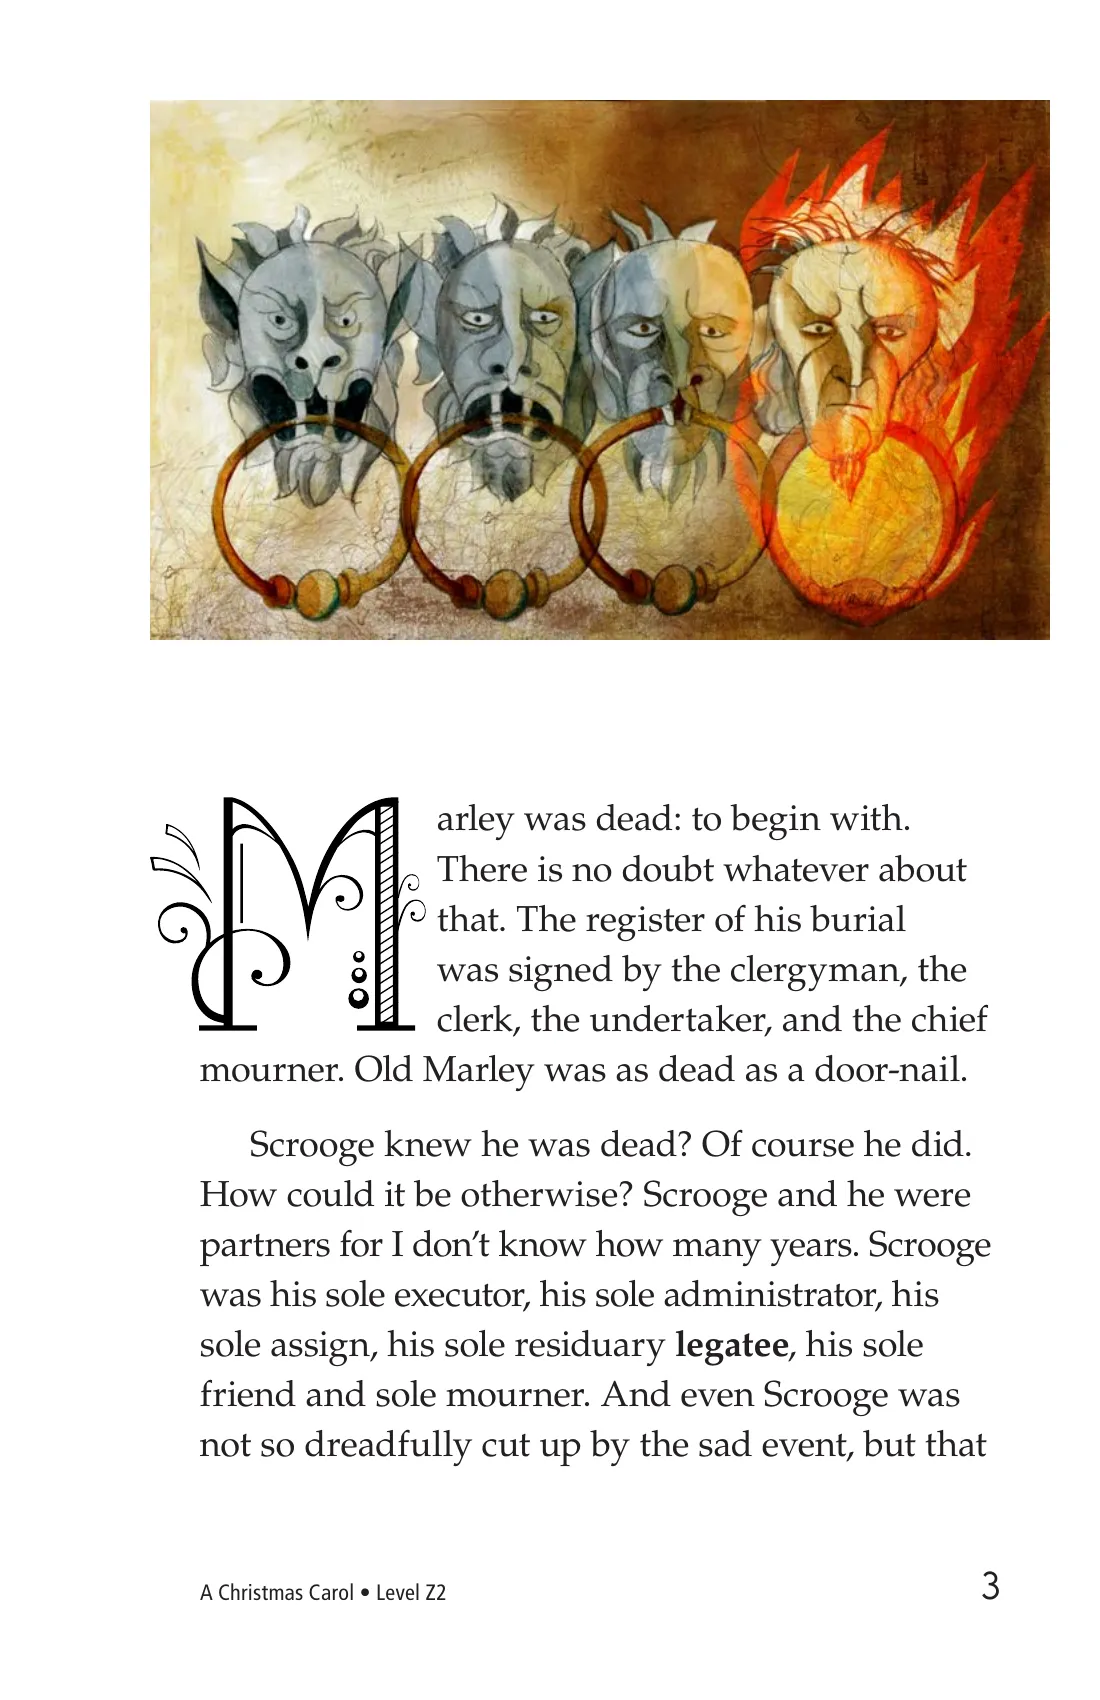 Marley was dead: to begin with.
There is no doubt whatever about
that. The register of his burial
was signed by the clergyman, the
clerk, the undertaker, and the chief
mourner. Old Marley was as dead as a door-nail.
Scrooge knew he was dead? Of course he did.
How could it be otherwise? Scrooge and he were
partners for I don’t know how many years. Scrooge
was his sole executor, his sole administrator, his
sole assign, his sole residuary legatee, his sole
friend and sole mourner. And even Scrooge was
not so dreadfully cut up by the sad event, but that
A Christmas Carol • Level Z2
3